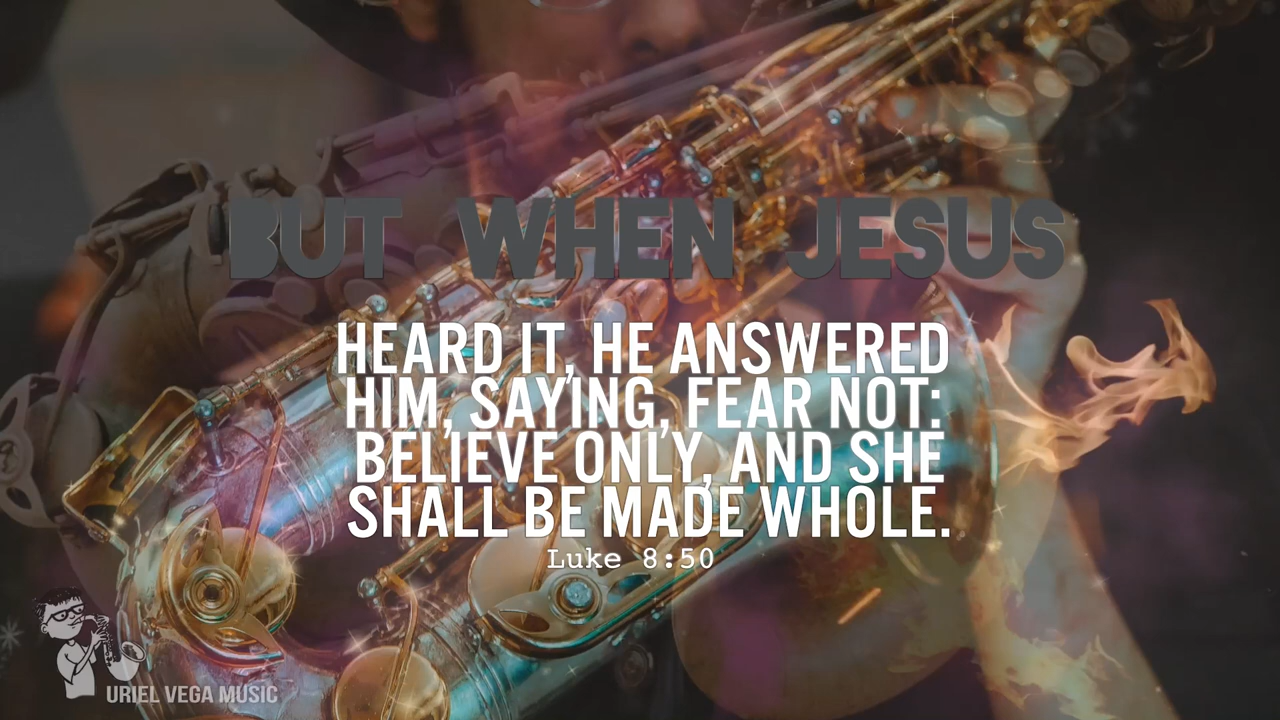 BUT WHEN JESUS
HEARD IT, HE ANSWERED
HIM, SAYING, FEAR NOT:
BELIEVE ONLY, AND SHE
SHALL BE MADE WHOLE.
Luke 8:50
URIEL VEGA MUSIC